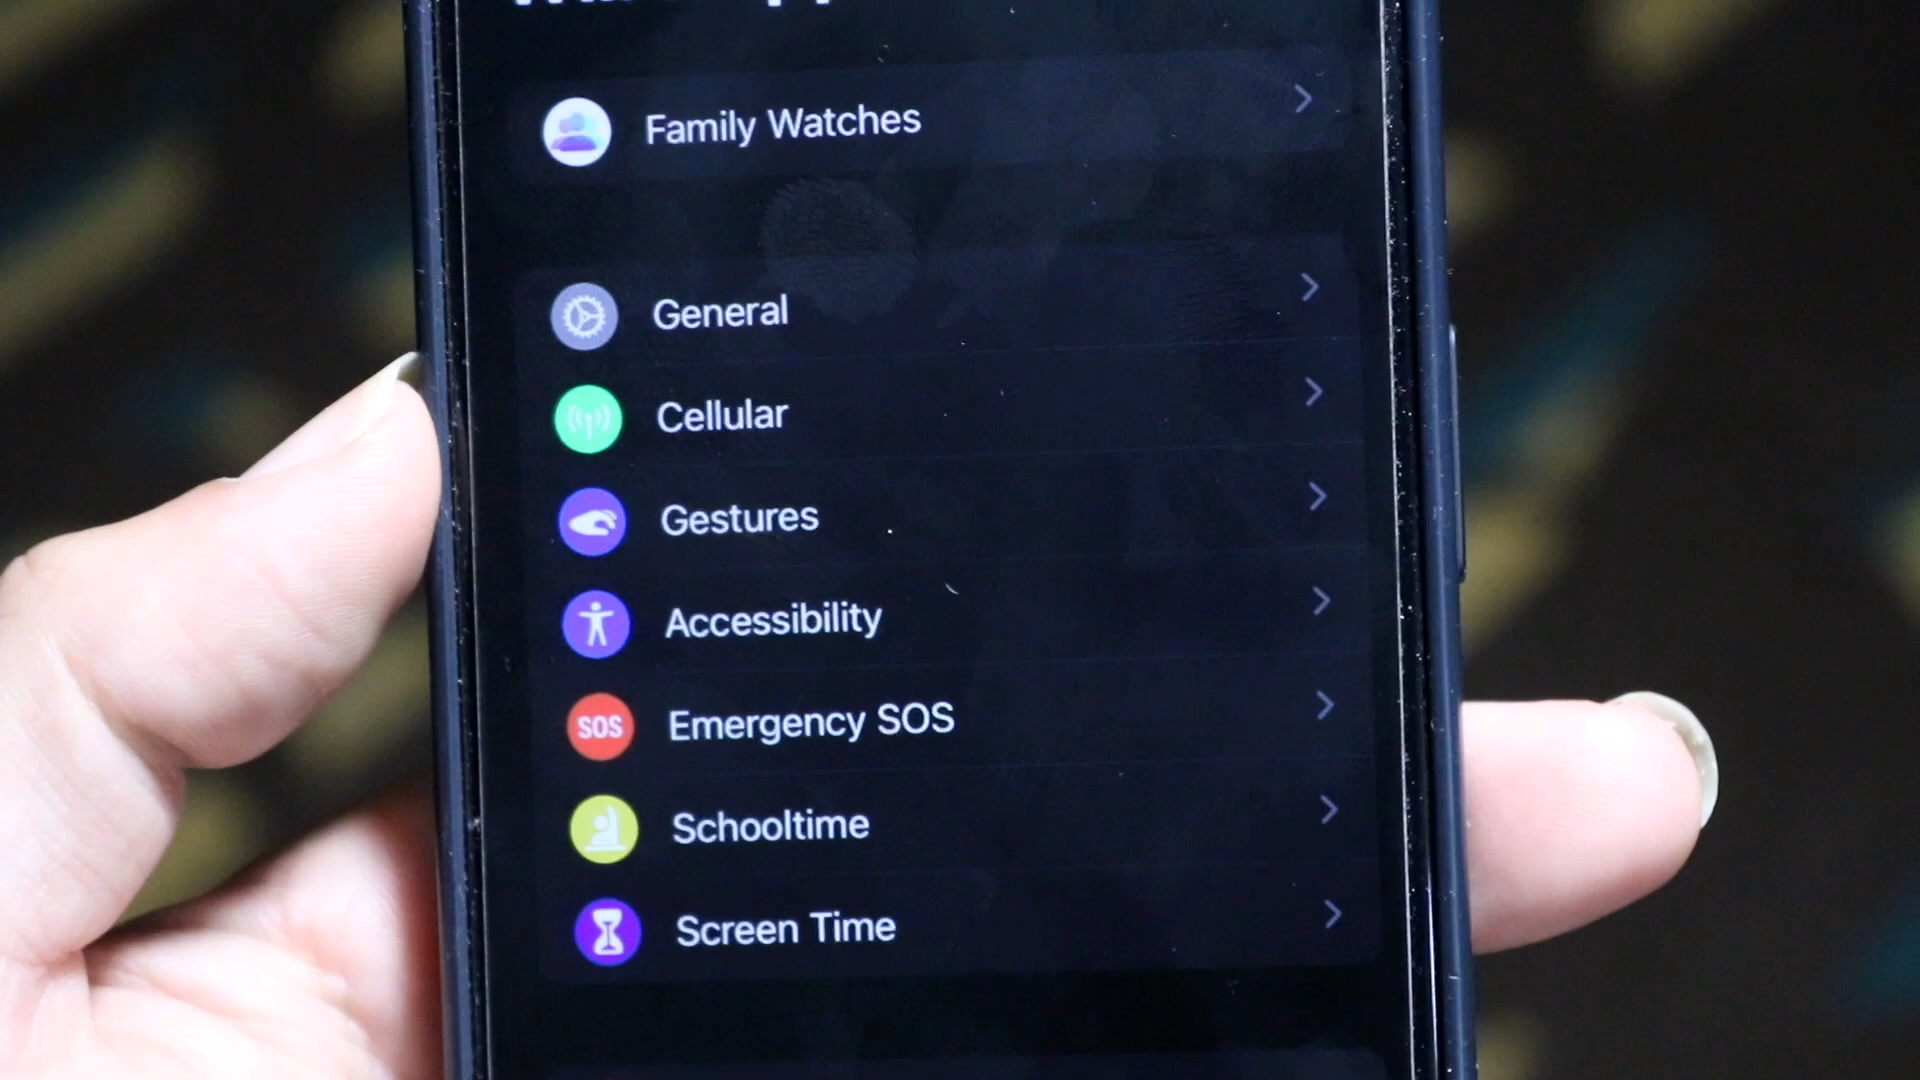 Family Watches
General
Cellular
Gestures
Accessibility
SOS Emergency SOS
Schooltime
Screen Time